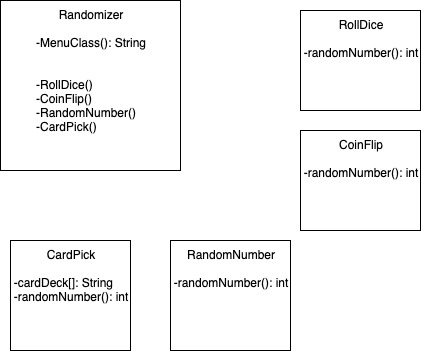 Randomizer
-MenuClass(): String
-RollDice()
-CoinFlip()
-RandomNumber()
-CardPick()
RollDice
-randomNumber(): int
CoinFlip
-randomNumber(): int
CardPick
-cardDeck[]: String
-randomNumber(): int
RandomNumber
-randomNumber(): int